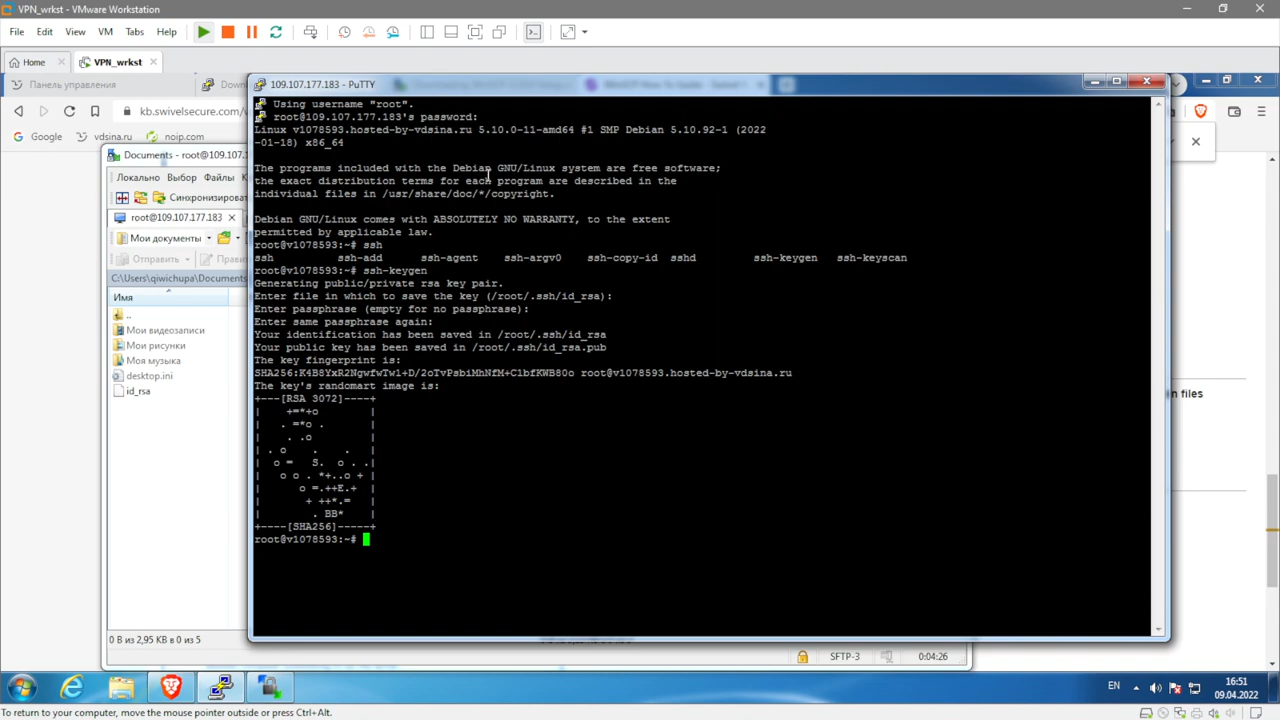 VPN_wrkst - VMware Workstation
File Edit View VM Tabs Help
Home VPN_wrkst
Панель управления
kb.swivelsecure.com/
Google vdsina.ru noip.com
Documents - root@109.107.
Локально Выбор Файлы
Синхронизироват
root@109.107.177.183
Мои документы
Отправить Правит
C:\Users\qiwichupa\Documents
Имя
..
Мои видеозаписи
Мои рисунки
Моя музыка
desktop.ini
id_rsa
0 B из 2,95 KB в 0 из 5
109.107.177.183 - PuTTY
Using username "root".
root@109.107.177.183's password:
Linux v1078593.hosted-by-vdsina.ru 5.10.0-11-amd64 #1 SMP Debian 5.10.92-1 (2022
-01-18) x86_64
The programs included with the Debian GNU/Linux system are free software;
the exact distribution terms for each program are described in the
individual files in /usr/share/doc/*/copyright.
Debian GNU/Linux comes with ABSOLUTELY NO WARRANTY, to the extent
permitted by applicable law.
root@v1078593:~# ssh
ssh ssh-add ssh-agent ssh-argv0 ssh-copy-id sshd ssh-keygen ssh-keyscan
root@v1078593:~# ssh-keygen
Generating public/private rsa key pair.
Enter file in which to save the key (/root/.ssh/id_rsa):
Enter passphrase (empty for no passphrase):
Enter same passphrase again:
Your identification has been saved in /root/.ssh/id_rsa
Your public key has been saved in /root/.ssh/id_rsa.pub
The key fingerprint is:
SHA256:K4B8YxR2NgwfwTw1+D/2oTvPsbiMhNfM+C1bfKWB80o root@v1078593.hosted-by-vdsina.ru
The key's randomart image is:
+---[RSA 3072]----+
|     +=*+o       |
|    . =*o .      |
|     . .o        |
| . o    .    .   |
|  o =   S.  o . .|
|   o o . *+..o + |
|      o =.++E.+  |
|       + ++*.=   |
|        . BB*    |
+----[SHA256]-----+
root@v1078593:~#
n files
SFTP-3 0:04:26
EN 16:51
09.04.2022
To return to your computer, move the mouse pointer outside or press Ctrl+Alt.